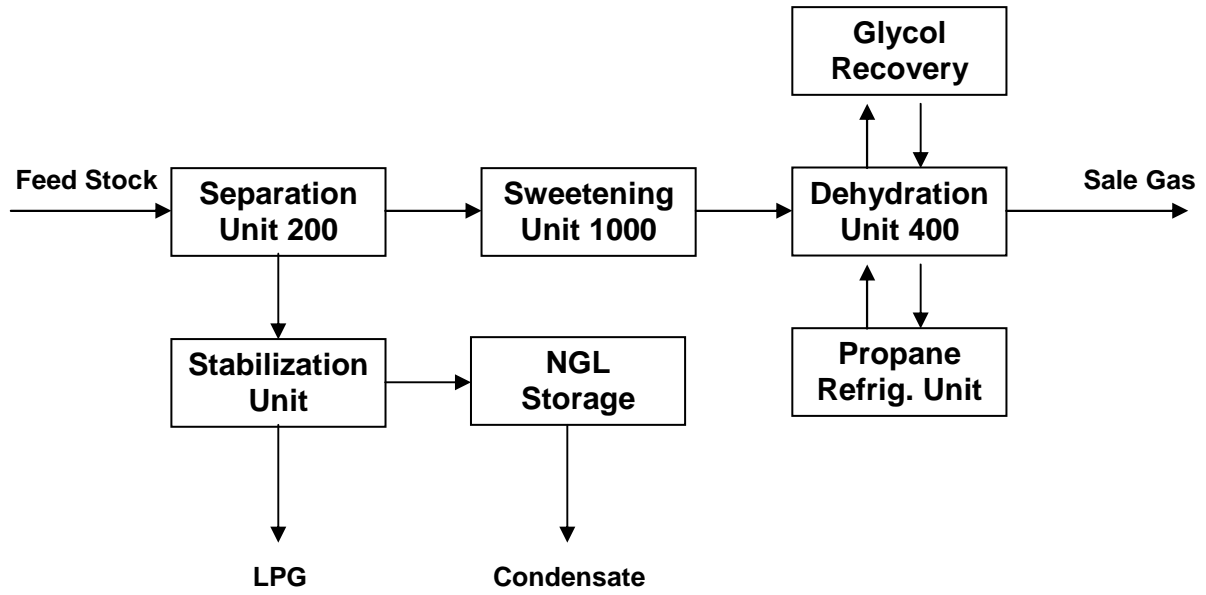 Glycol
Recovery
Feed Stock
Separation
Unit 200
Sweetening
Unit 1000
Dehydration
Unit 400
Sale Gas
Stabilization
Unit
NGL
Storage
Propane
Refrig. Unit
LPG
Condensate